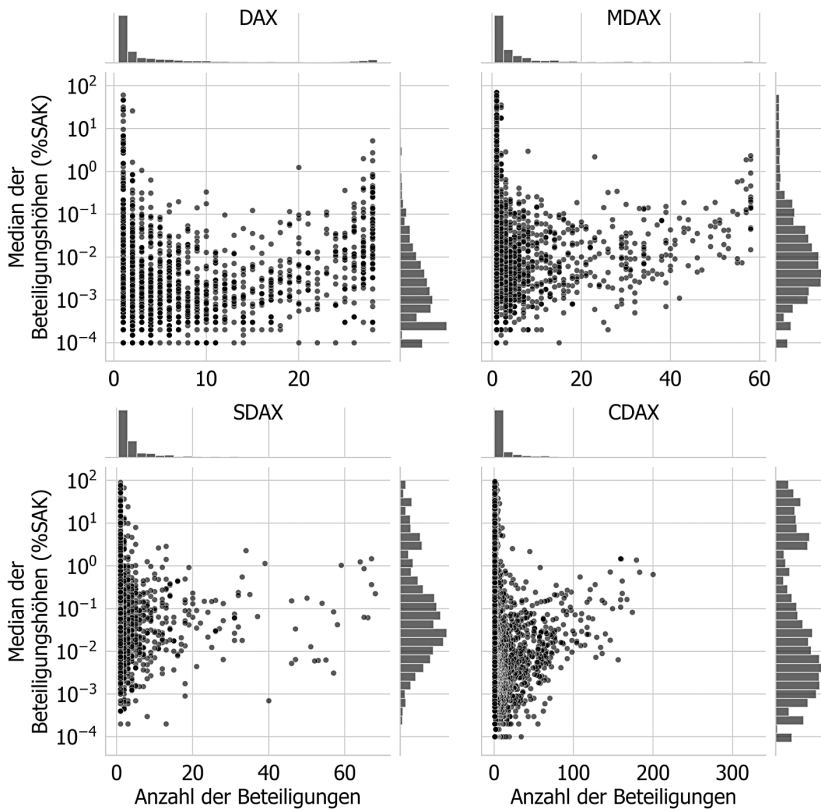 DAX
MDAX
Median der
Beteiligungshöhen (%SAK)
10²
10¹
10⁰
10⁻¹
10⁻²
10⁻³
10⁻⁴
0 10 20
0 20 40 60
SDAX
CDAX
Median der
Beteiligungshöhen (%SAK)
10²
10¹
10⁰
10⁻¹
10⁻²
10⁻³
10⁻⁴
0 20 40 60
0 100 200 300
Anzahl der Beteiligungen
Anzahl der Beteiligungen